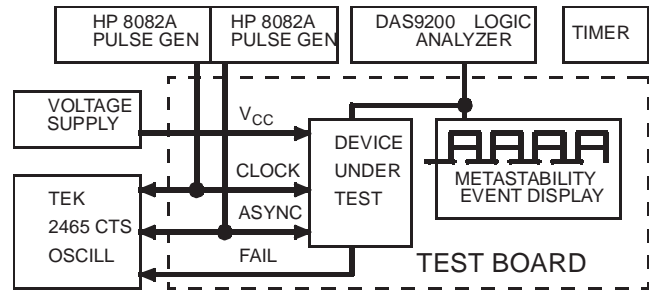 HP 8082A
PULSE GEN
HP 8082A
PULSE GEN
DAS9200 LOGIC
ANALYZER
TIMER
VOLTAGE
SUPPLY
VCC
DEVICE
UNDER
TEST
METASTABILITY
EVENT DISPLAY
CLOCK
TEK
2465 CTS
OSCILL
ASYNC
FAIL
TEST BOARD